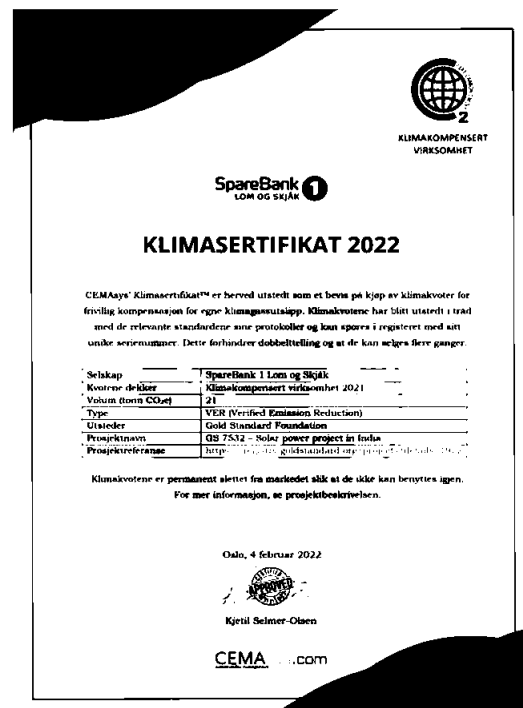 2
KLIMAKOMPENSERT
VIRKSOMHET
SpareBank 1
LOM OG SKJÅK
KLIMASERTIFIKAT 2022
CEMAsys' Klimasertifikat™ er herved utstedt som et bevis på kjøp av klimakvoter for
frivillig kompensasjon for egne klimagassutslipp. Klimakvotene har blitt utstedt i tråd
med de relevante standardene sine protokoller og kan spores i registeret med sitt
unike serienummer. Dette forhindrer dobbelttelling og at de kan selges flere ganger.
Selskap SpareBank 1 Lom og Skjåk
Kvotene dekker Klimakompensert virksomhet 2021
Volum (tonn CO₂e) 21
Type VER (Verified Emission Reduction)
Utsteder Gold Standard Foundation
Prosjektnavn GS 7532 – Solar power project in India
Prosjektreferanse
Klimakvotene er permanent slettet fra markedet slik at de ikke kan benyttes igjen.
For mer informasjon, se prosjektbeskrivelsen.
Oslo, 4 februar 2022
CERTIFIED
APPROVED
Kjetil Selmer-Olsen
CEMA .com